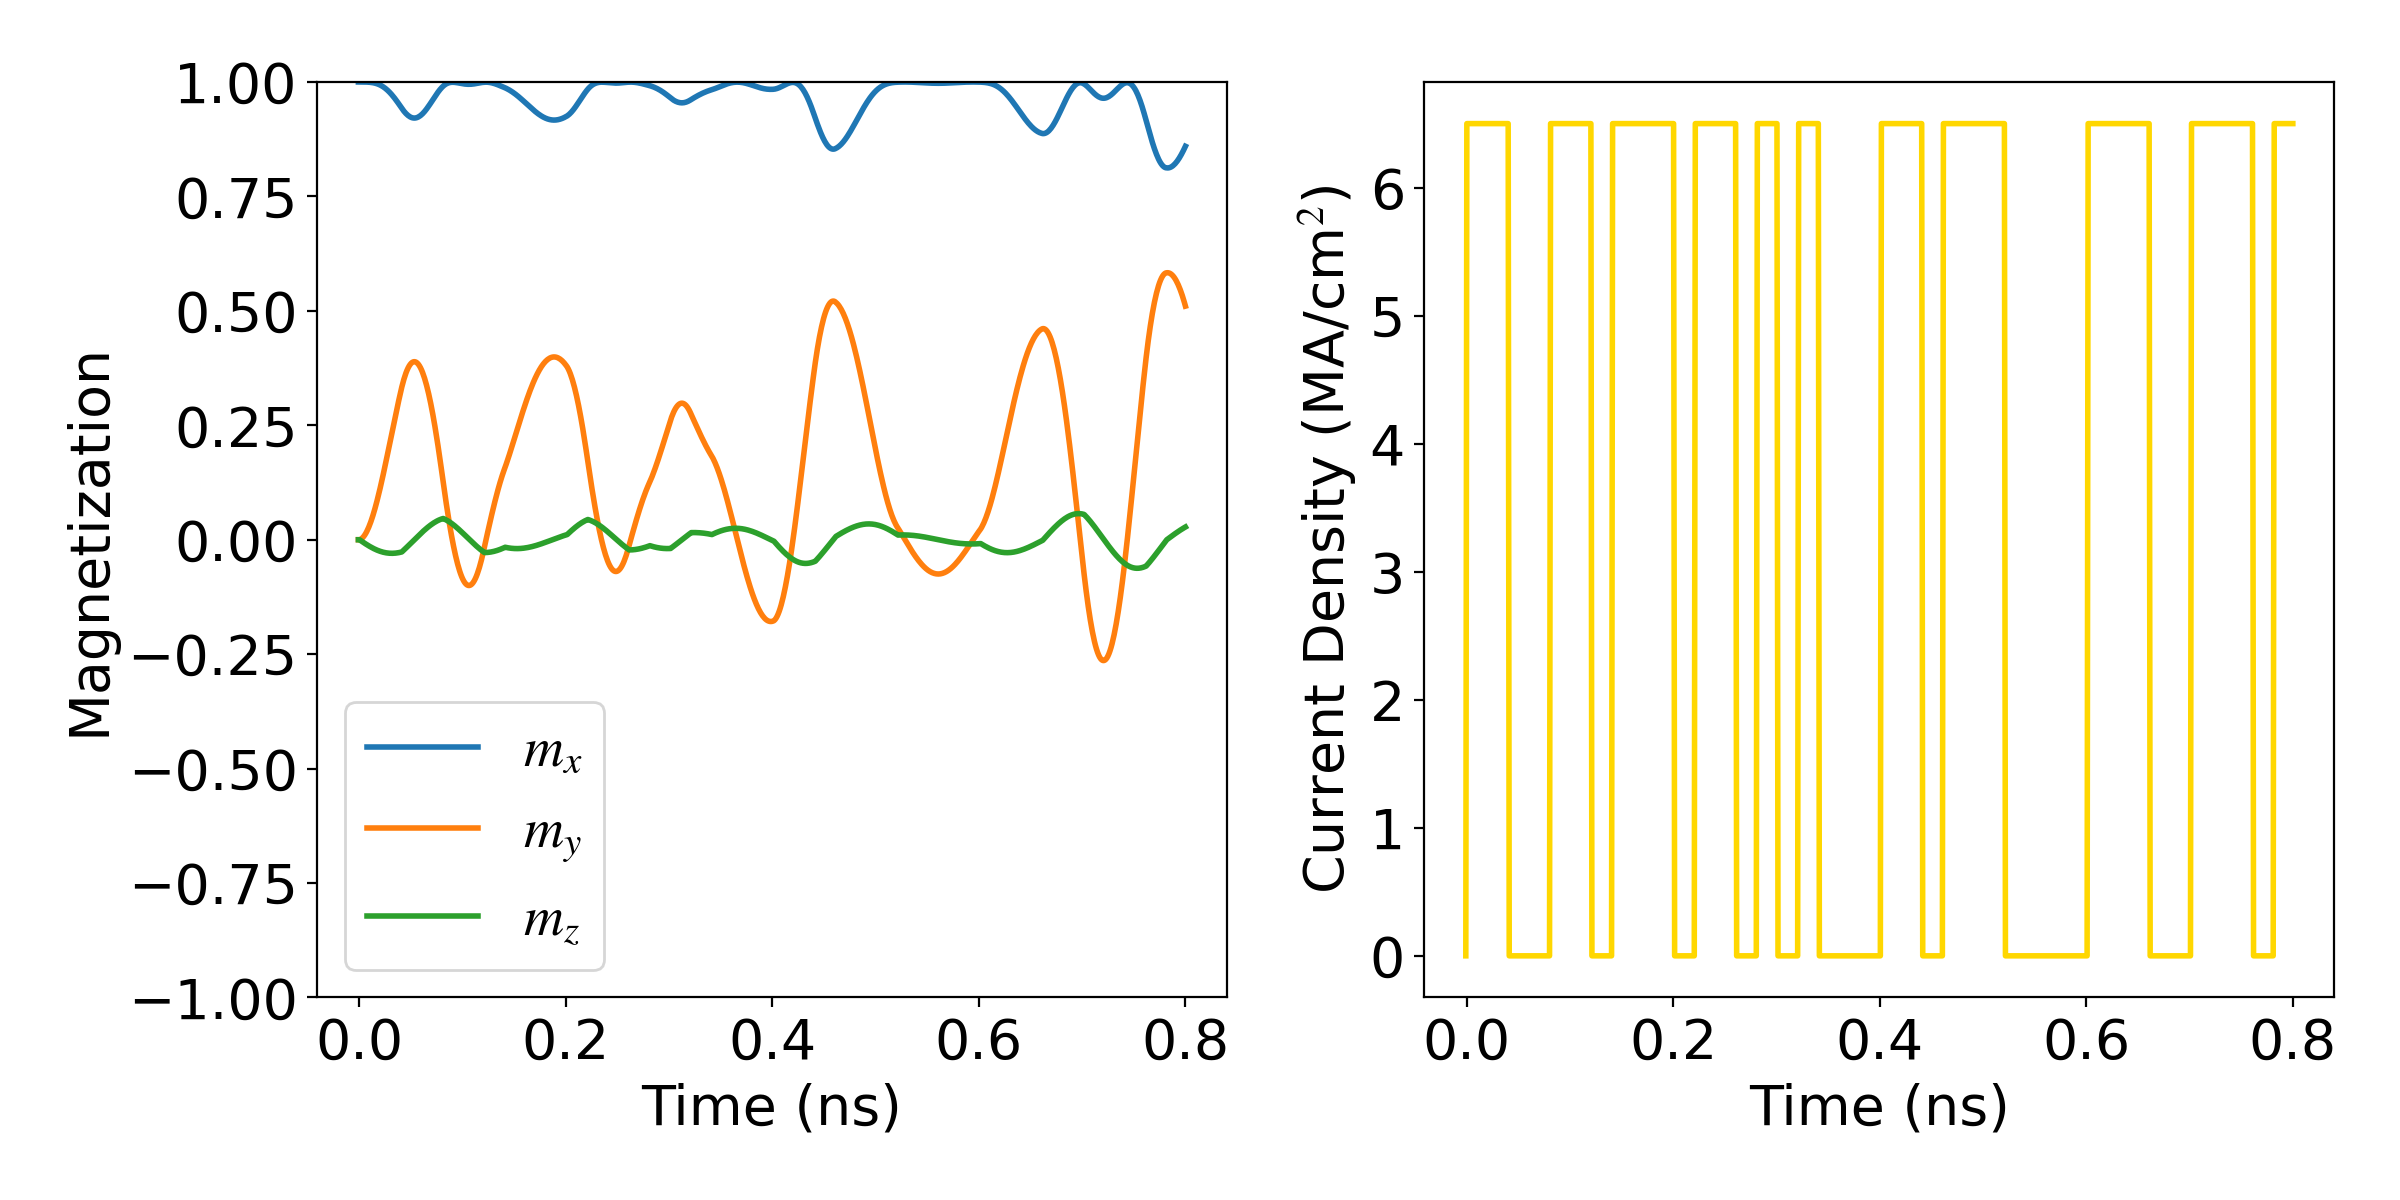 Magnetization
1.00
0.75
0.50
0.25
0.00
−0.25
−0.50
−0.75
−1.00
m_x
m_y
m_z
0.0 0.2 0.4 0.6 0.8
Time (ns)
Current Density (MA/cm²)
6
5
4
3
2
1
0
0.0 0.2 0.4 0.6 0.8
Time (ns)